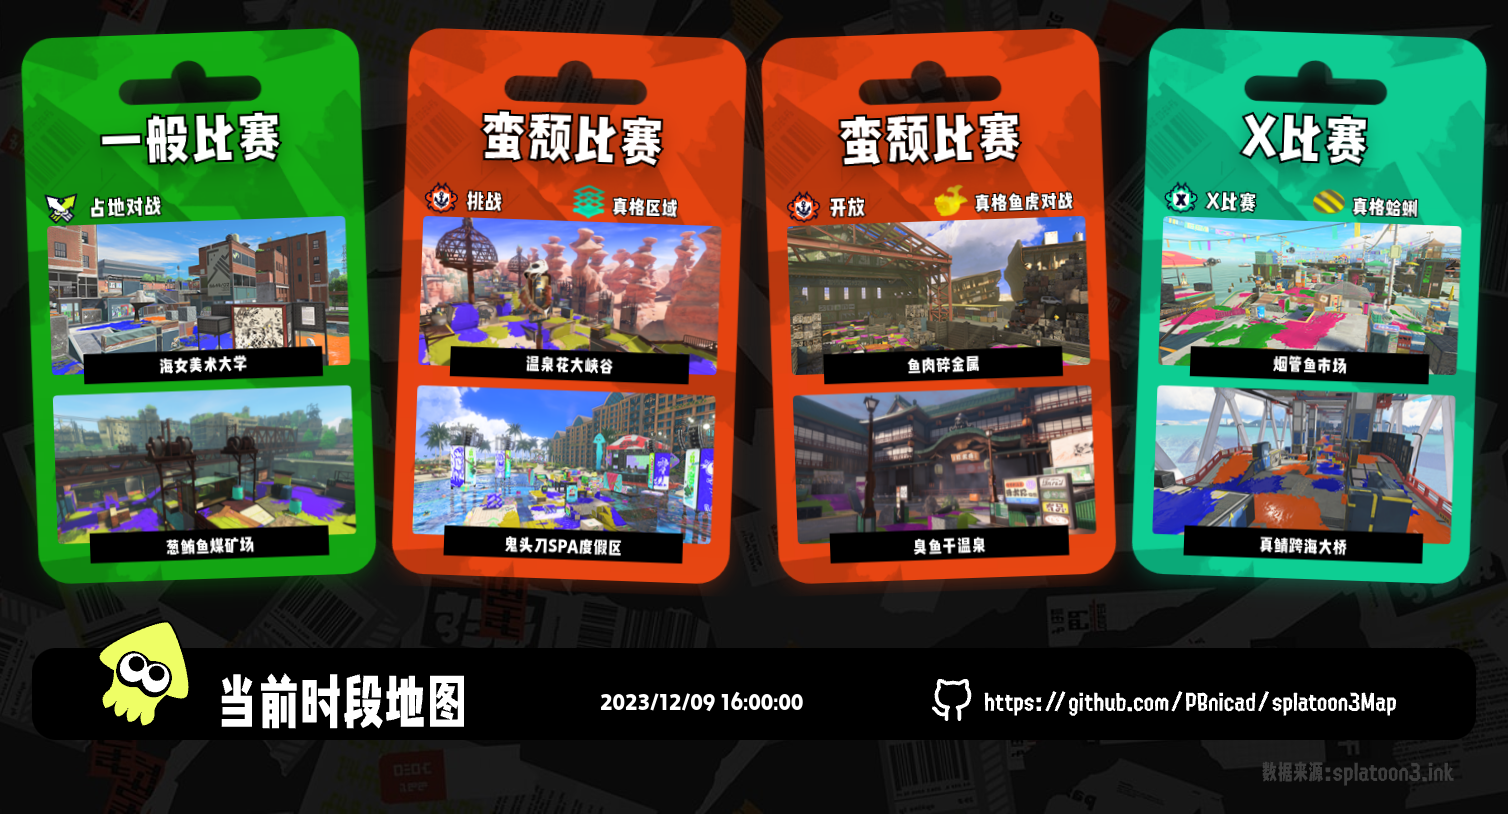 一般比赛
占地对战
海女美术大学
葱鲔鱼煤矿场
蛮颓比赛
挑战
真格区域
温泉花大峡谷
鬼头刀SPA度假区
蛮颓比赛
开放
真格鱼虎对战
鱼肉碎金属
臭鱼干温泉
X比赛
X比赛
真格蛤蜊
烟管鱼市场
真鲭跨海大桥
当前时段地图
2023/12/09 16:00:00
https://github.com/PBnicad/splatoon3Map
数据来源:splatoon3.ink